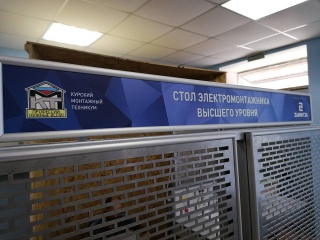 КУРСКИЙ
МОНТАЖНЫЙ
ТЕХНИКУМ
СТОЛ ЭЛЕКТРОМОНТАЖНИКА
ВЫСШЕГО УРОВНЯ